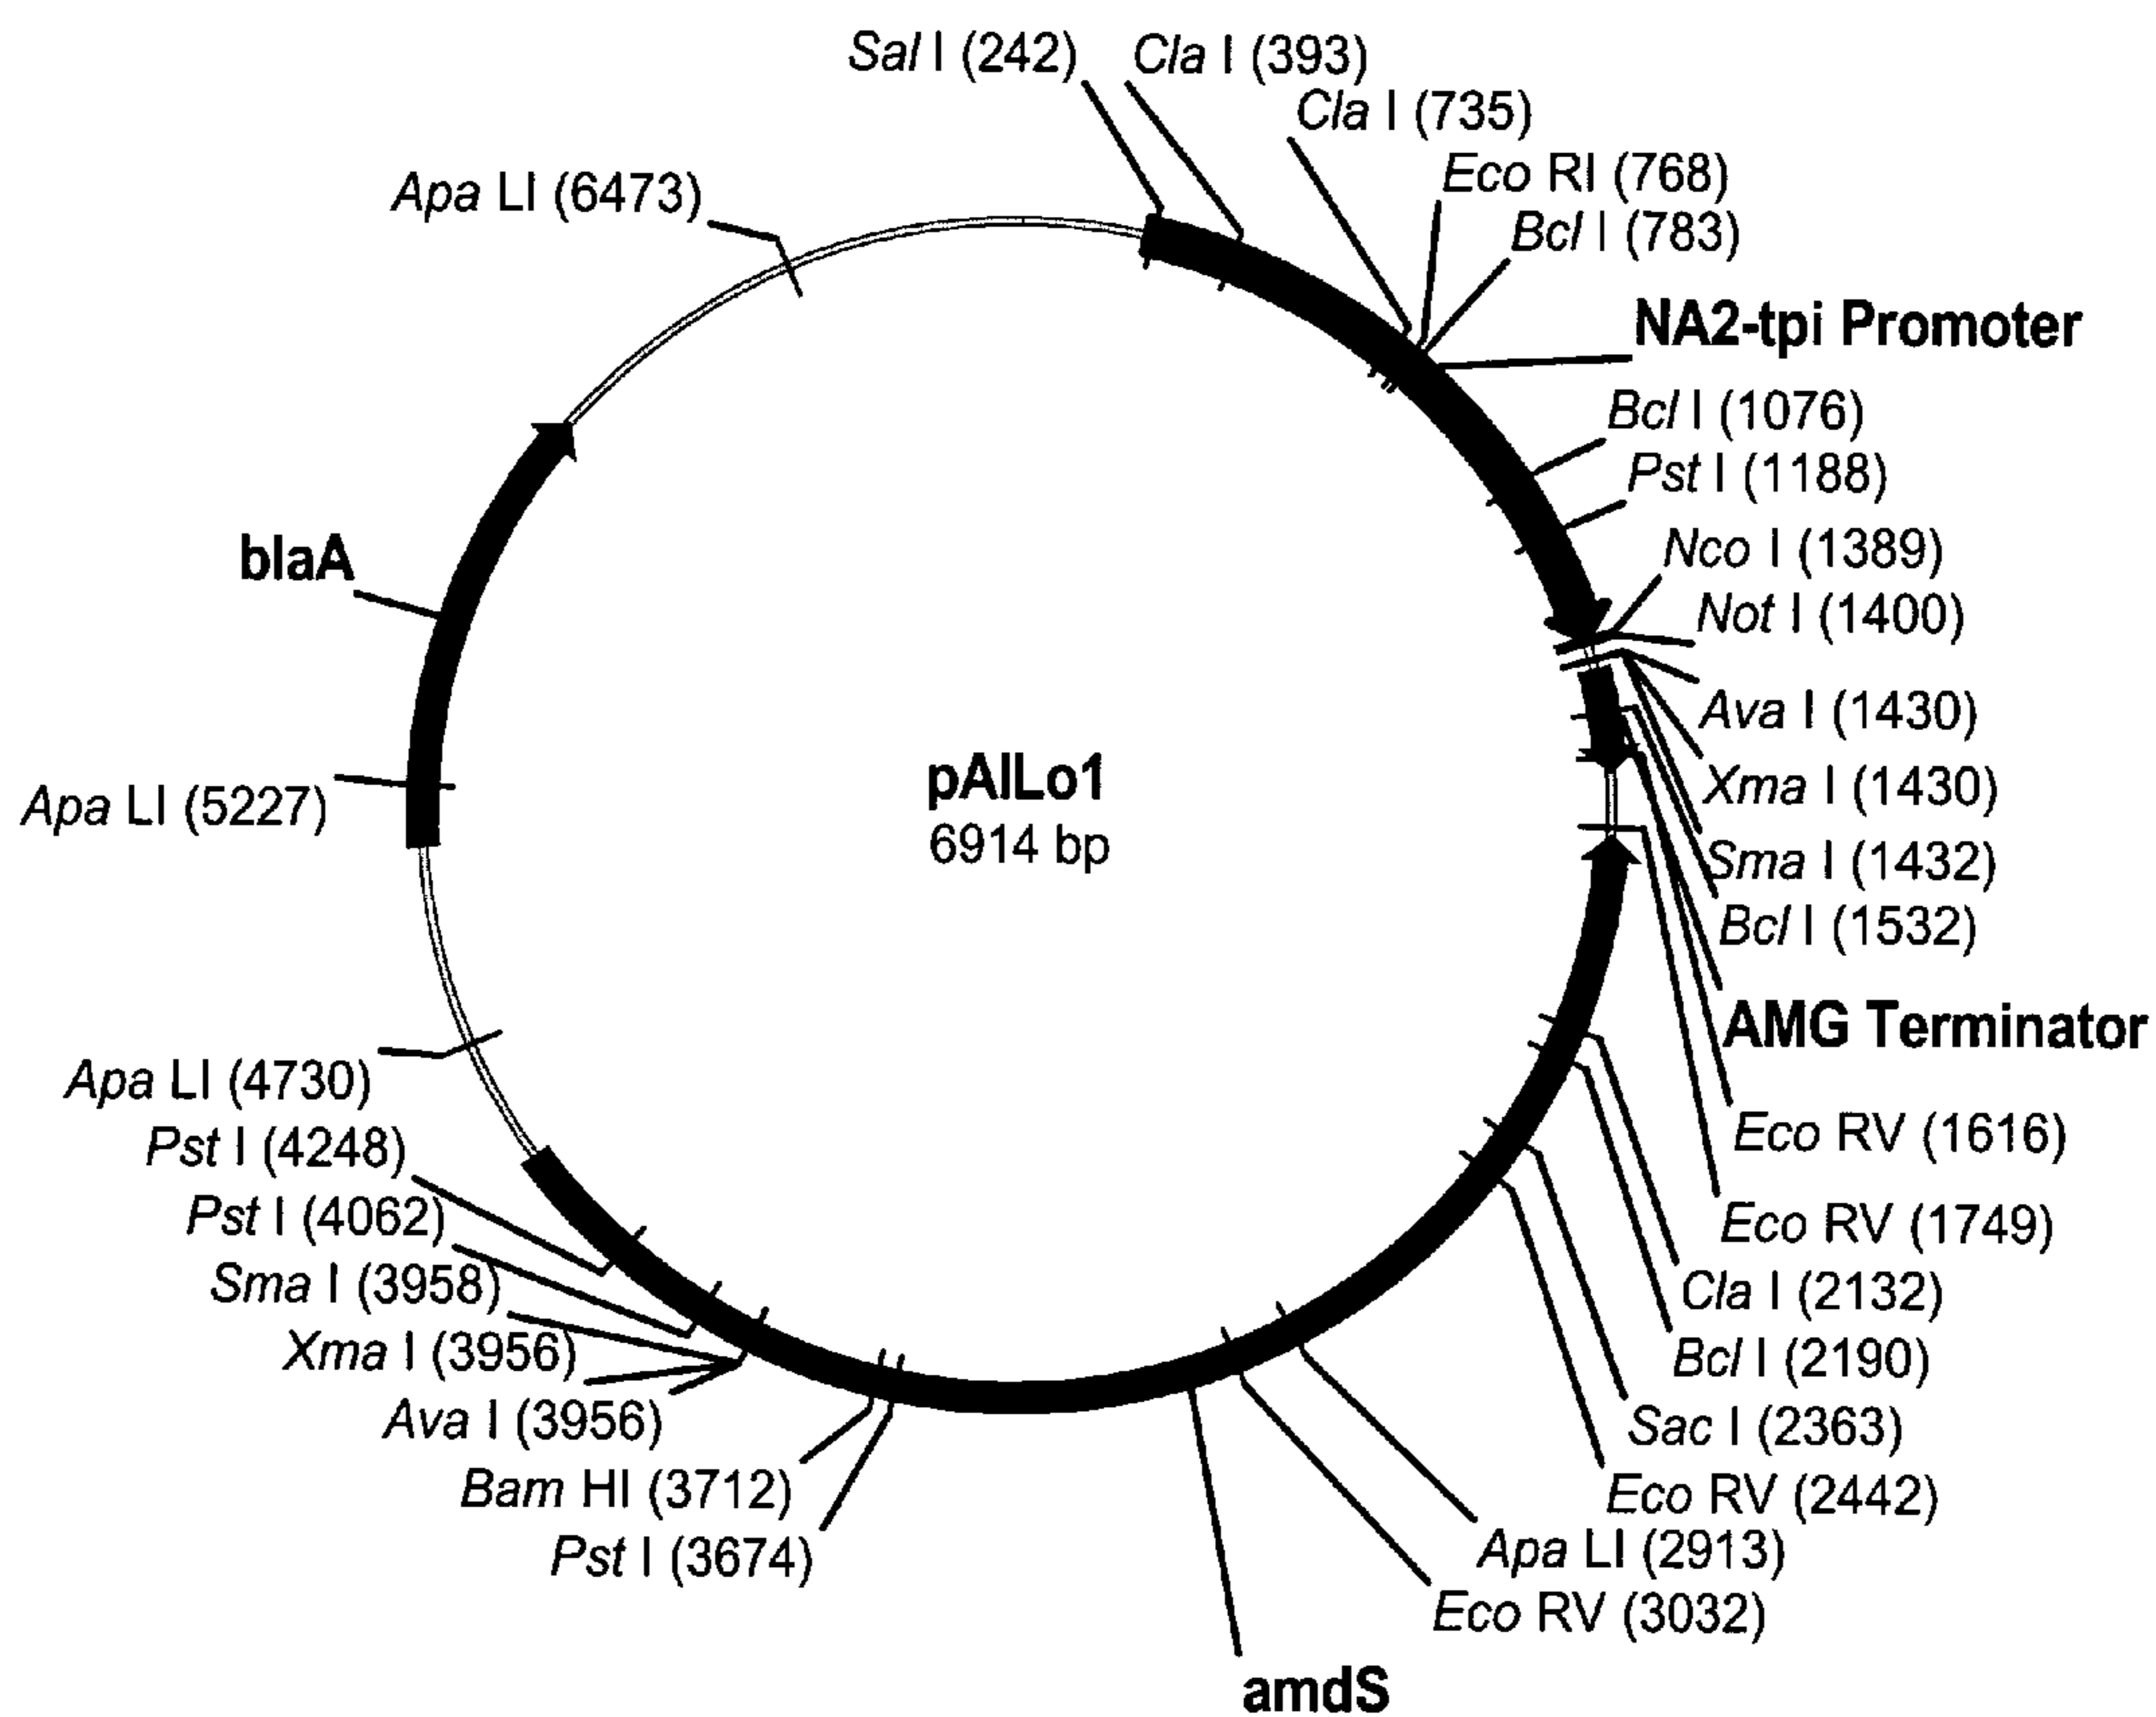 Sal I (242)
Cla I (393)
Cla I (735)
Eco RI (768)
Bcl I (783)
NA2-tpi Promoter
Bcl I (1076)
Pst I (1188)
Nco I (1389)
Not I (1400)
Ava I (1430)
Xma I (1430)
Sma I (1432)
Bcl I (1532)
AMG Terminator
Eco RV (1616)
Eco RV (1749)
Cla I (2132)
Bcl I (2190)
Sac I (2363)
Eco RV (2442)
Apa LI (2913)
Eco RV (3032)
amdS
Pst I (3674)
Bam HI (3712)
Ava I (3956)
Xma I (3956)
Sma I (3958)
Pst I (4062)
Pst I (4248)
Apa LI (4730)
Apa LI (5227)
blaA
Apa LI (6473)
pAILo1
6914 bp